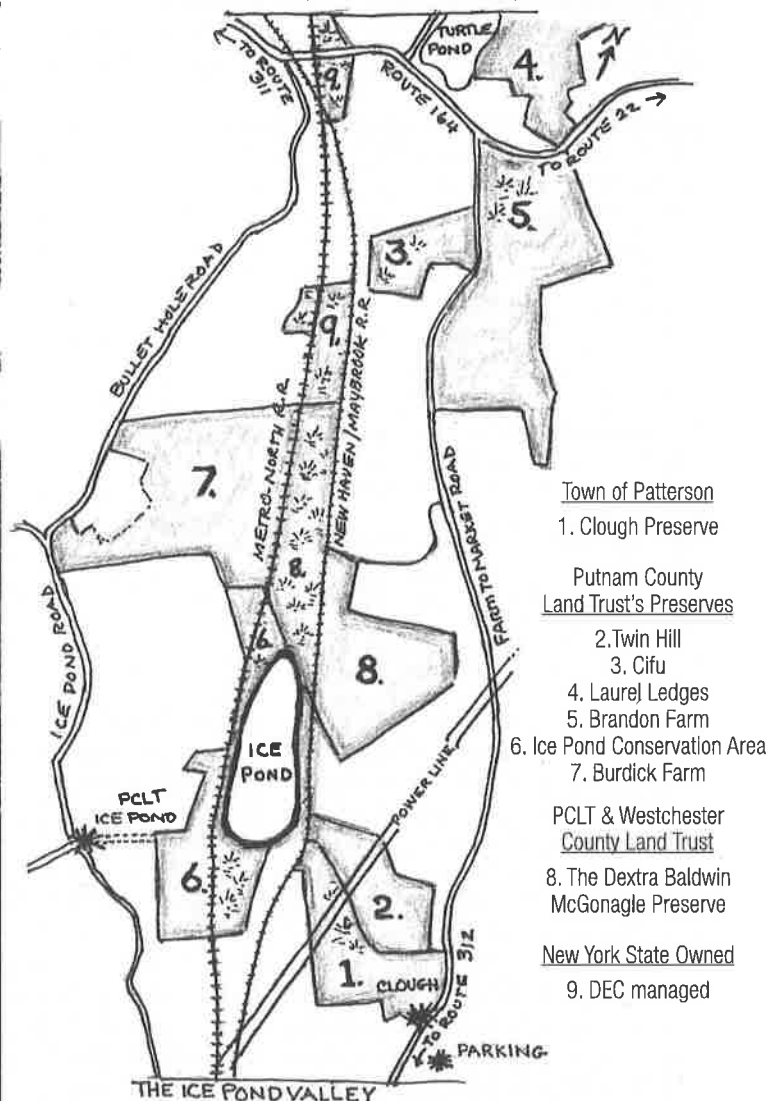 TURTLE
POND
4.
N
TO ROUTE
311
9.
ROUTE 164
TO ROUTE 22
5.
3.
BULLET HOLE ROAD
9.
METRO-NORTH R.R
NEW HAVEN/MAYBROOK R.R
7.
8.
FARM TO MARKET ROAD
6.
8.
ICE POND ROAD
ICE
POND
POWER LINE
PCLT
ICE POND
6.
2.
1.
CLOUGH
TO ROUTE 312
PARKING
THE ICE POND VALLEY
Town of Patterson
1. Clough Preserve
Putnam County
Land Trust's Preserves
2.Twin Hill
3. Cifu
4. Laurel Ledges
5. Brandon Farm
6. Ice Pond Conservation Area
7. Burdick Farm
PCLT & Westchester
County Land Trust
8. The Dextra Baldwin
McGonagle Preserve
New York State Owned
9. DEC managed